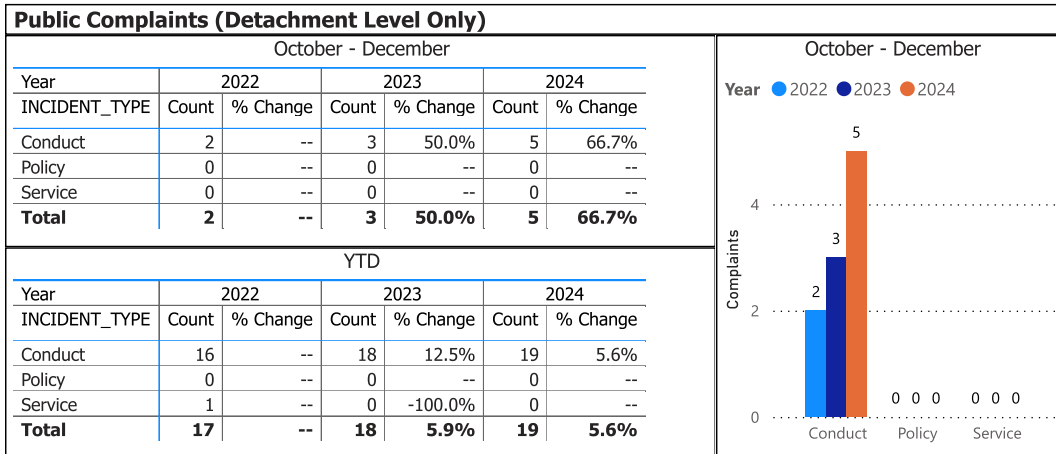 Public Complaints (Detachment Level Only)
October - December
Year 2022 2023 2024
INCIDENT_TYPE Count % Change Count % Change Count % Change
Conduct 2 -- 3 50.0% 5 66.7%
Policy 0 -- 0 -- 0 --
Service 0 -- 0 -- 0 --
Total 2 -- 3 50.0% 5 66.7%
YTD
Year 2022 2023 2024
INCIDENT_TYPE Count % Change Count % Change Count % Change
Conduct 16 -- 18 12.5% 19 5.6%
Policy 0 -- 0 -- 0 --
Service 1 -- 0 -100.0% 0 --
Total 17 -- 18 5.9% 19 5.6%
October - December
Year 2022 2023 2024
Complaints
5
4
3
2
2
0 0 0 0 0 0
0
Conduct Policy Service